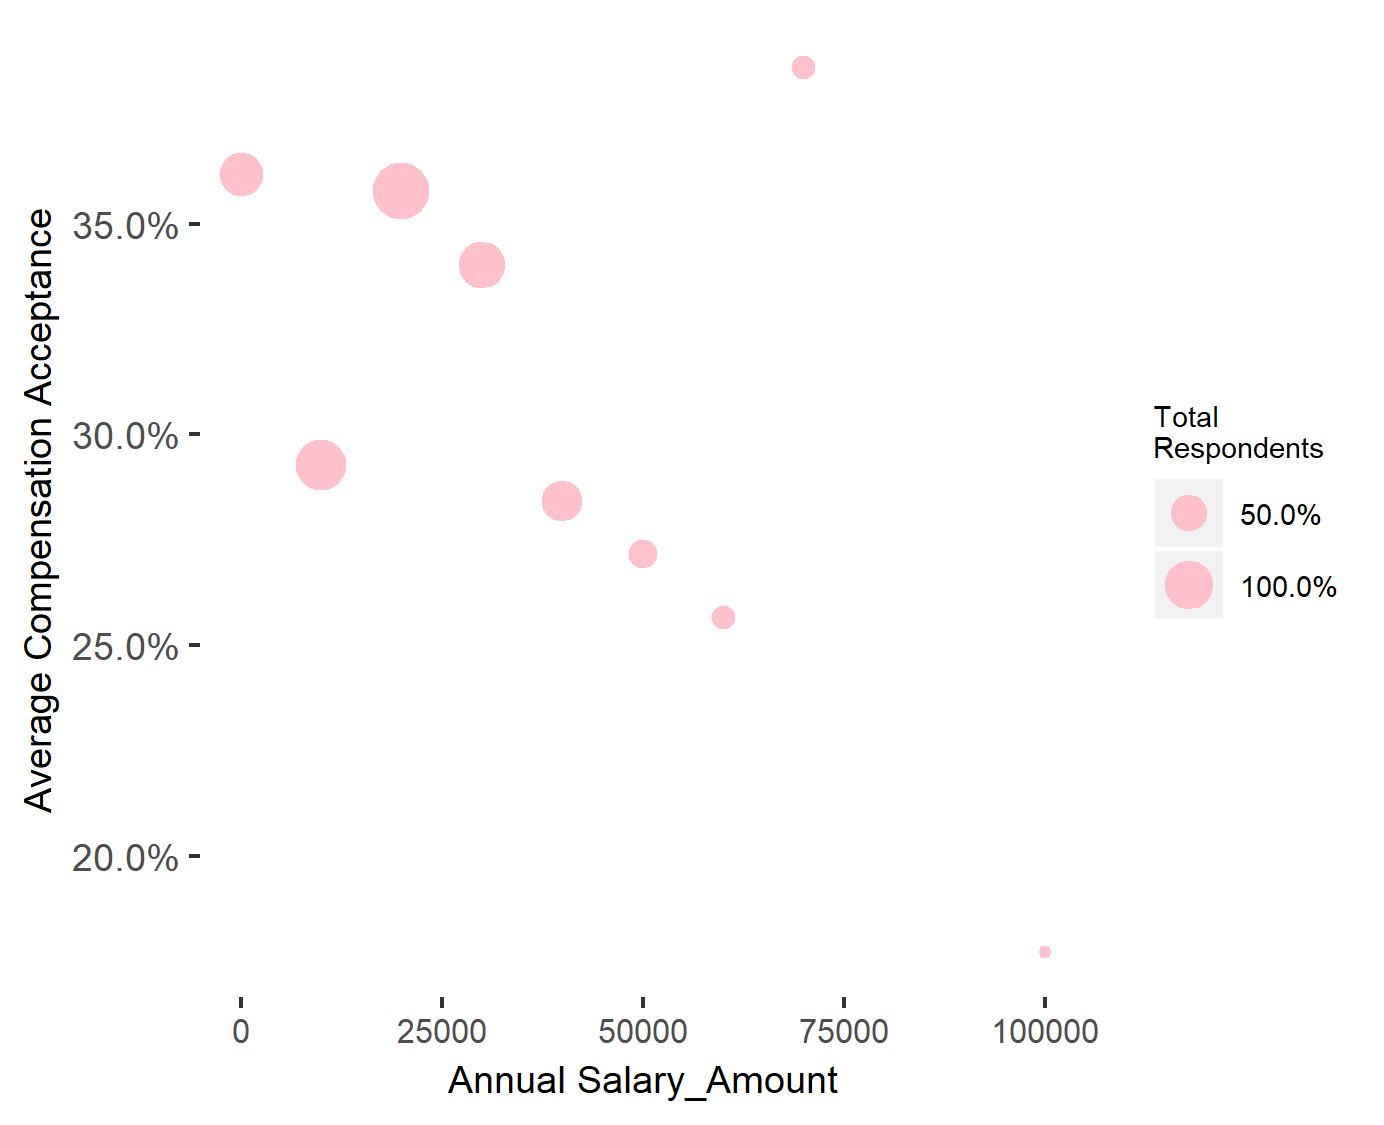 Average Compensation Acceptance
35.0%
30.0%
25.0%
20.0%
0
25000
50000
75000
100000
Annual Salary_Amount
Total
Respondents
50.0%
100.0%